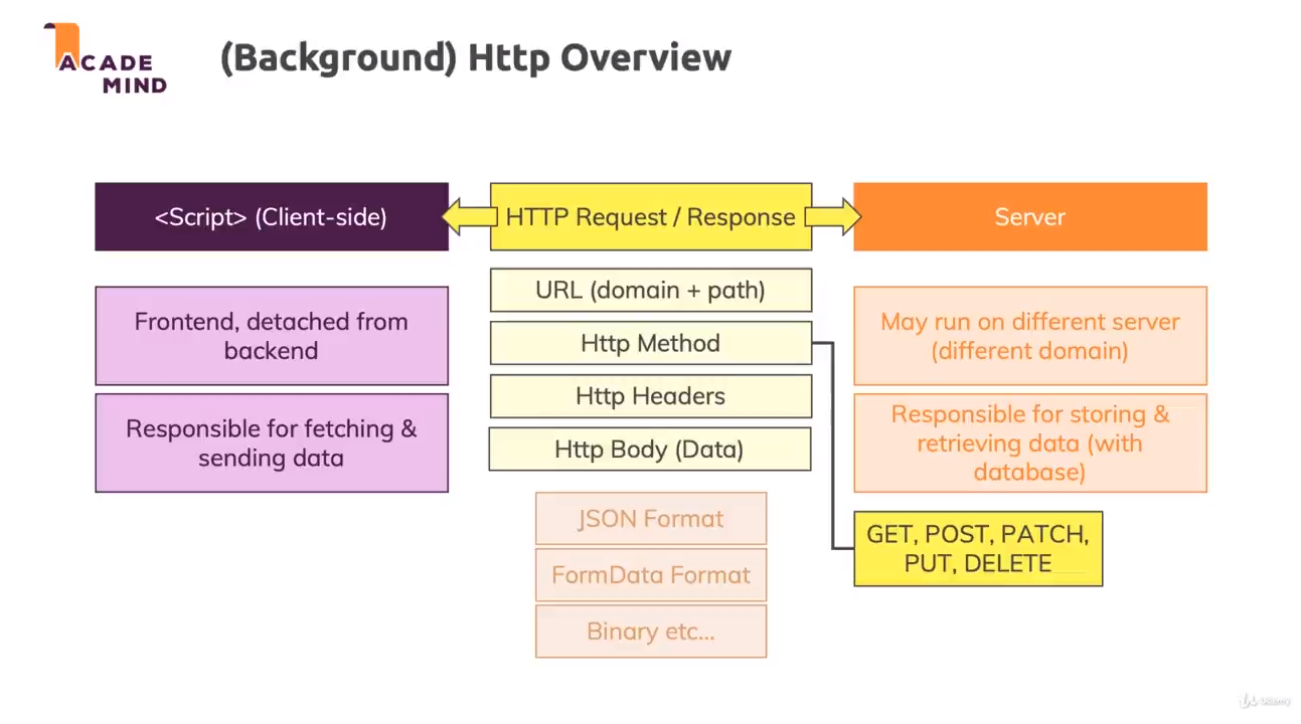 ACADE
MIND
(Background) Http Overview
<Script> (Client-side)
HTTP Request / Response
Server
Frontend, detached from
backend
Responsible for fetching &
sending data
URL (domain + path)
Http Method
Http Headers
Http Body (Data)
JSON Format
FormData Format
Binary etc...
May run on different server
(different domain)
Responsible for storing &
retrieving data (with
database)
GET, POST, PATCH,
PUT, DELETE
Udemy